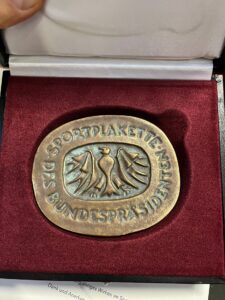 SPORTPLAKETTE
DES BUNDESPRÄSIDENTEN